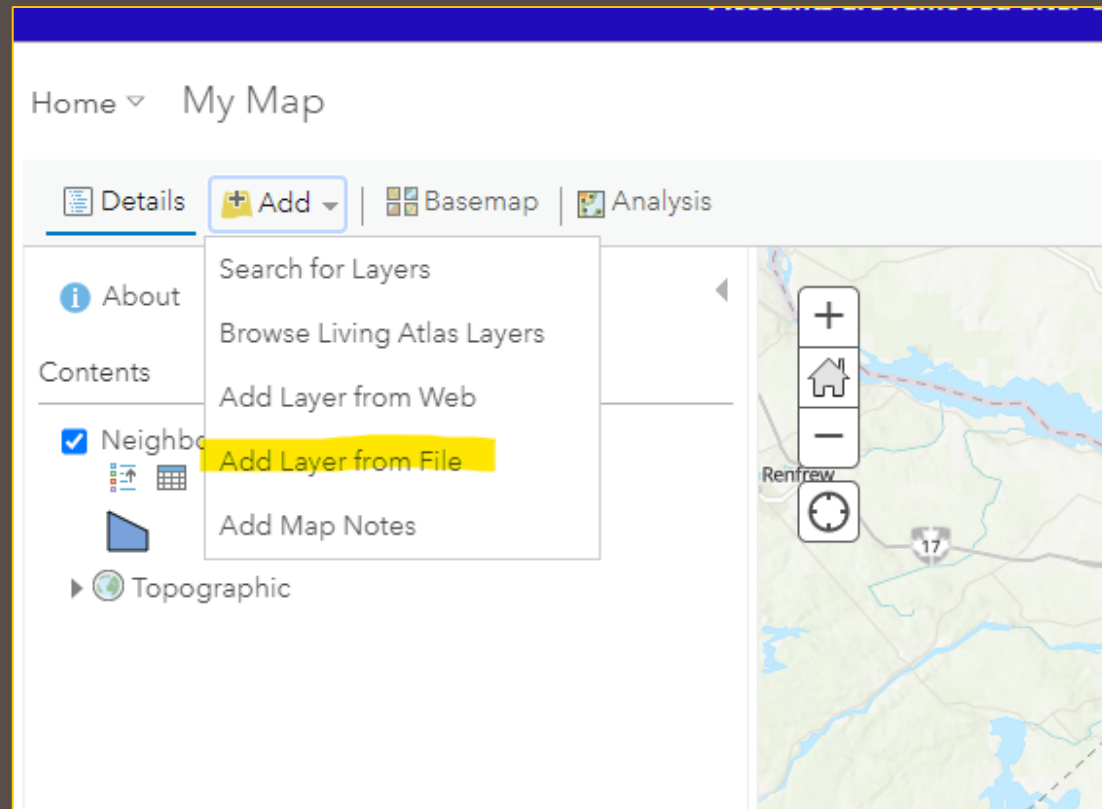 Home My Map
Details Add Basemap Analysis
Search for Layers
About
Browse Living Atlas Layers
Contents
Add Layer from Web
Neighbo
Add Layer from File
Renfrew
Add Map Notes
17
Topographic